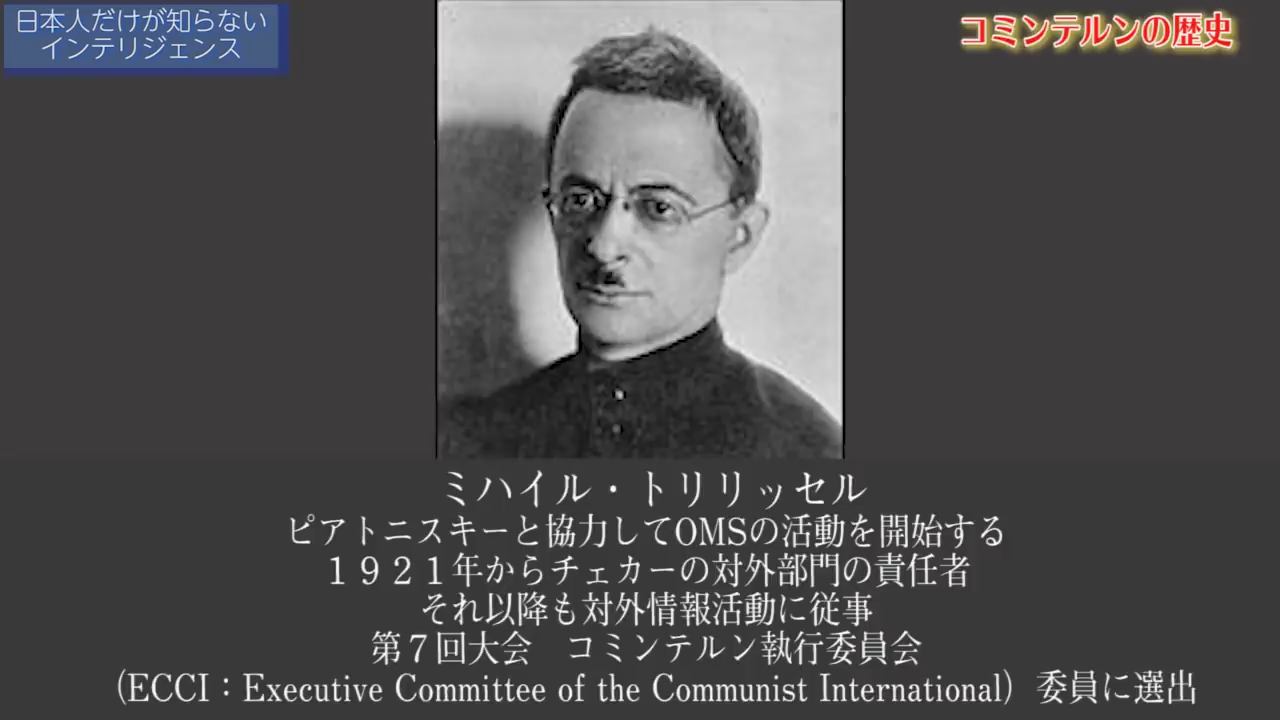 日本人だけが知らない
インテリジェンス
コミンテルンの歴史
ミハイル・トリリッセル
ピアトニスキーと協力してOMSの活動を開始する
１９２１年からチェカーの対外部門の責任者
それ以降も対外情報活動に従事
第７回大会　コミンテルン執行委員会
（ECCI：Executive Committee of the Communist International）委員に選出